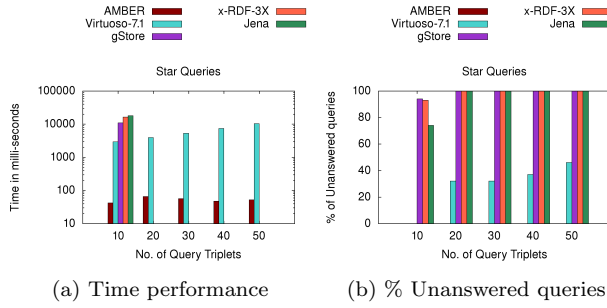 AMBER
Virtuoso-7.1
gStore
x-RDF-3X
Jena
Star Queries
Time in milli-seconds
100000
10000
1000
100
10
10 20 30 40 50
No. of Query Triplets
(a) Time performance
AMBER
Virtuoso-7.1
gStore
x-RDF-3X
Jena
Star Queries
% of Unanswered queries
100
80
60
40
20
0
10 20 30 40 50
No. of Query Triplets
(b) % Unanswered queries